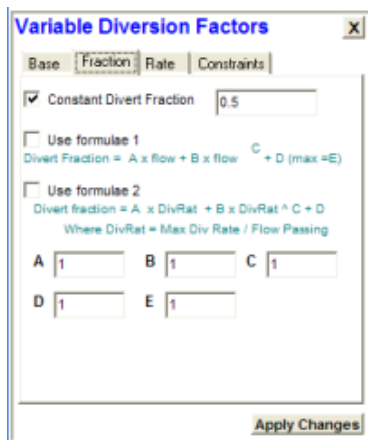 Variable Diversion Factors X
Base Fraction Rate Constraints
Constant Divert Fraction 0.5
Use formulae 1
Divert Fraction = A x flow + B x flow C + D (max =E)
Use formulae 2
Divert fraction = A x DivRat + B x DivRat ^ C + D
Where DivRat = Max Div Rate / Flow Passing
A 1 B 1 C 1
D 1 E 1
Apply Changes